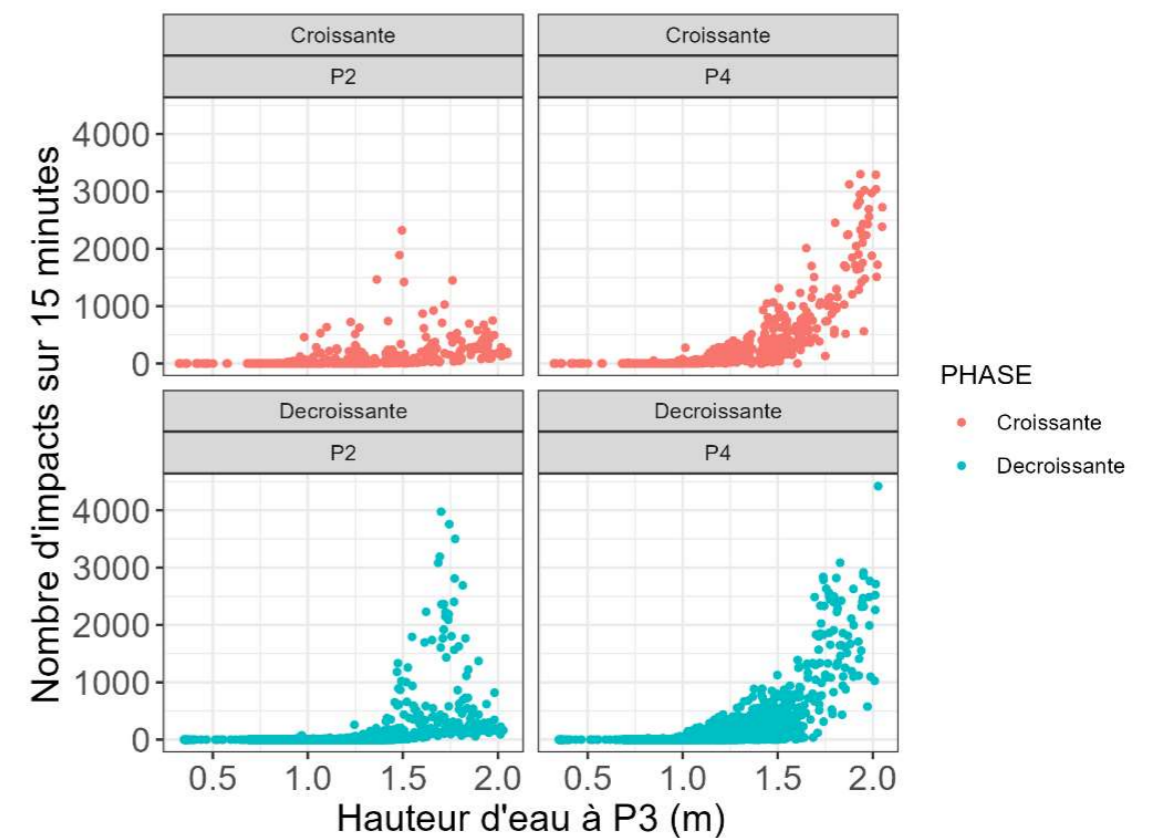 Croissante Croissante
P2 P4
4000
3000
2000
1000
0
Decroissante Decroissante
P2 P4
4000
3000
2000
1000
0
0.5 1.0 1.5 2.0 0.5 1.0 1.5 2.0
Hauteur d'eau à P3 (m)
Nombre d'impacts sur 15 minutes
PHASE
Croissante
Decroissante